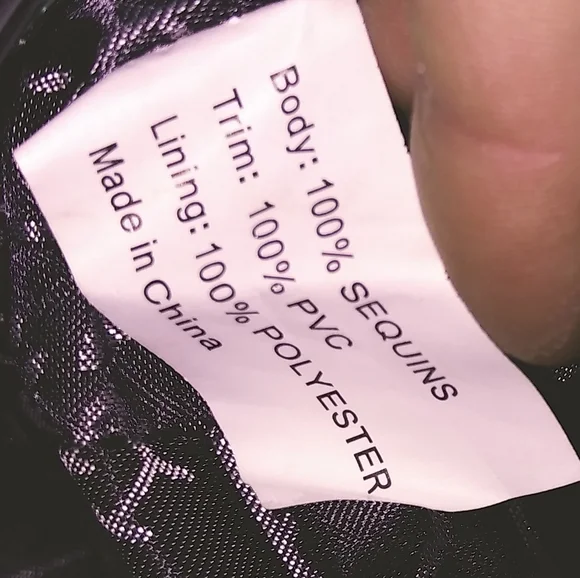 Body: 100% SEQUINS
Trim: 100% PVC
Lining: 100% POLYESTER
Made in China